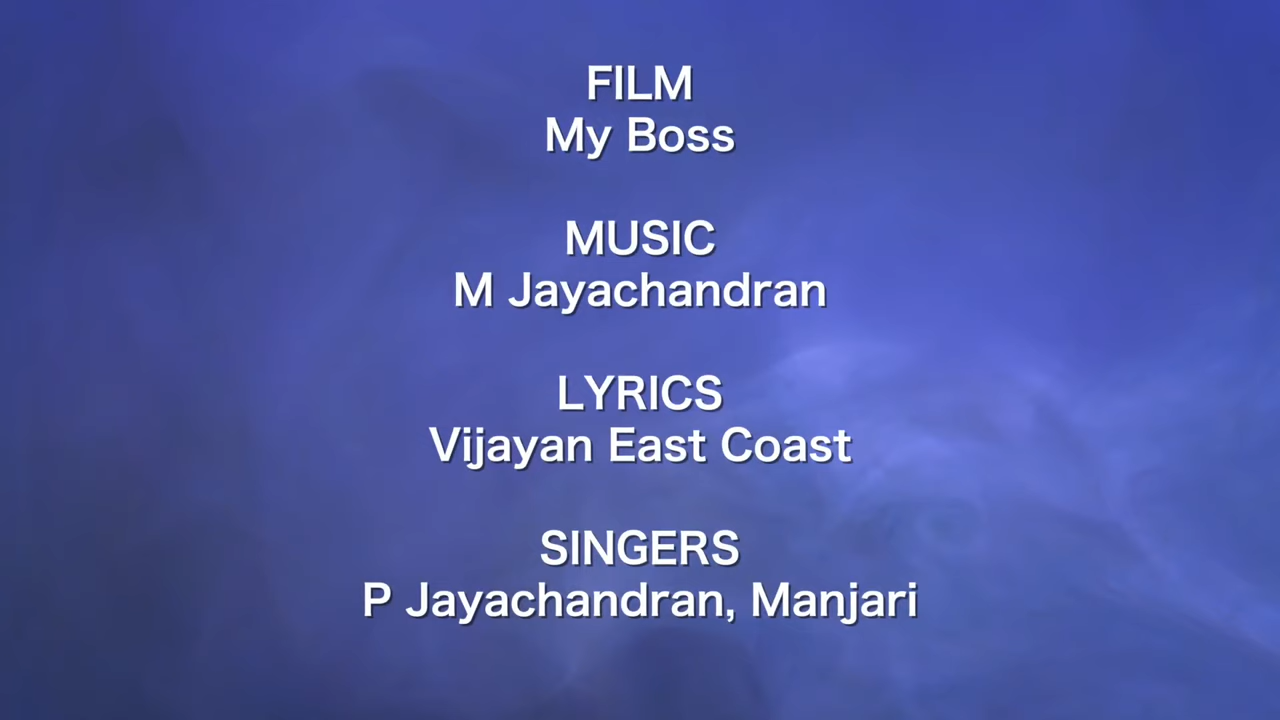 FILM
My Boss
MUSIC
M Jayachandran
LYRICS
Vijayan East Coast
SINGERS
P Jayachandran, Manjari